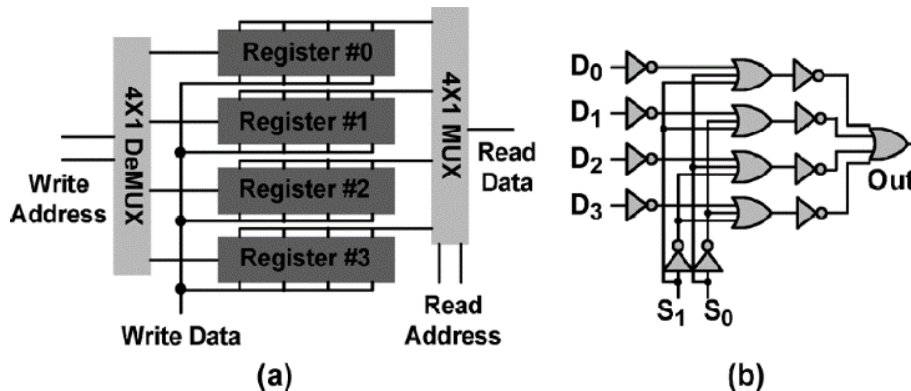 Register #0
Register #1
Register #2
Register #3
4X1 DeMUX
4X1 MUX
Write
Address
Read
Data
Write Data
Read
Address
(a)
D0
D1
D2
D3
Out
S1 S0
(b)